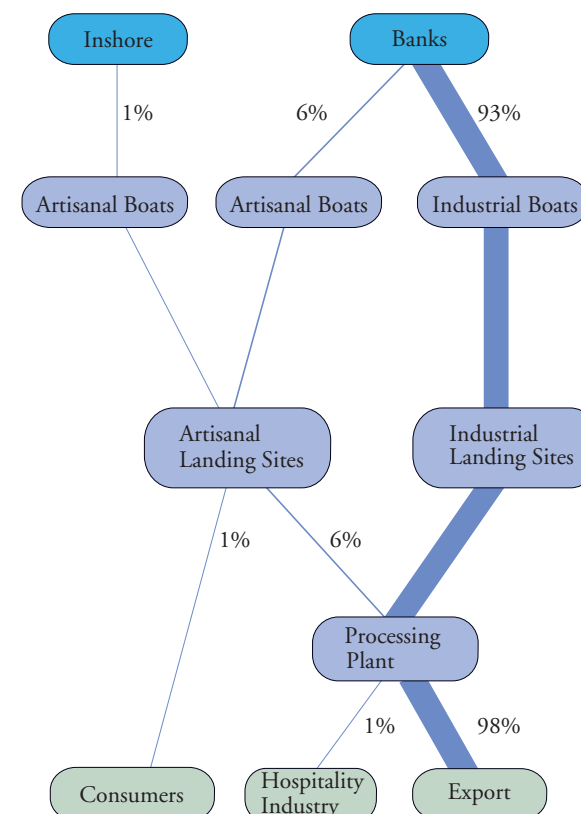 Inshore
Banks
1%
6%
93%
Artisanal Boats
Artisanal Boats
Industrial Boats
Artisanal
Landing Sites
Industrial
Landing Sites
1%
6%
Processing
Plant
1%
98%
Consumers
Hospitality
Industry
Export